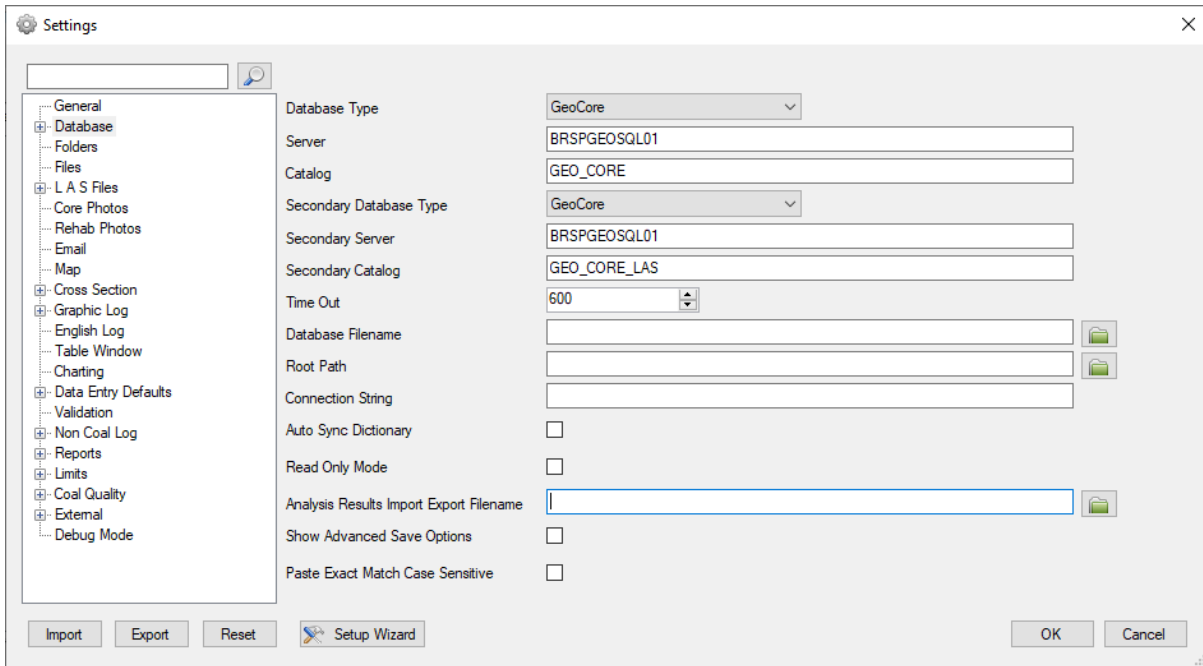 Settings
General
Database
Folders
Files
L A S Files
Core Photos
Rehab Photos
Email
Map
Cross Section
Graphic Log
English Log
Table Window
Charting
Data Entry Defaults
Validation
Non Coal Log
Reports
Limits
Coal Quality
External
Debug Mode
Database Type GeoCore
Server BRSPGEOSQL01
Catalog GEO_CORE
Secondary Database Type GeoCore
Secondary Server BRSPGEOSQL01
Secondary Catalog GEO_CORE_LAS
Time Out 600
Database Filename
Root Path
Connection String
Auto Sync Dictionary
Read Only Mode
Analysis Results Import Export Filename
Show Advanced Save Options
Paste Exact Match Case Sensitive
Import Export Reset Setup Wizard OK Cancel